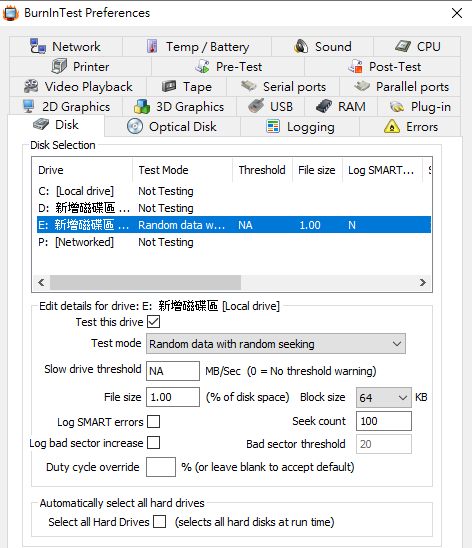 BurnInTest Preferences
Network Temp / Battery Sound CPU
Printer Pre-Test Post-Test
Video Playback Tape Serial ports Parallel ports
2D Graphics 3D Graphics USB RAM Plug-in
Disk Optical Disk Logging Errors
Disk Selection
Drive Test Mode Threshold File size Log SMART...
C: [Local drive] Not Testing
D: 新增磁碟區 ... Not Testing
E: 新增磁碟區 ... Random data w... NA 1.00 N
P: [Networked] Not Testing
Edit details for drive: E: 新增磁碟區 [Local drive]
Test this drive
Test mode Random data with random seeking
Slow drive threshold NA MB/Sec (0 = No threshold warning)
File size 1.00 (% of disk space) Block size 64 KB
Log SMART errors Seek count 100
Log bad sector increase Bad sector threshold 20
Duty cycle override % (or leave blank to accept default)
Automatically select all hard drives
Select all Hard Drives (selects all hard disks at run time)